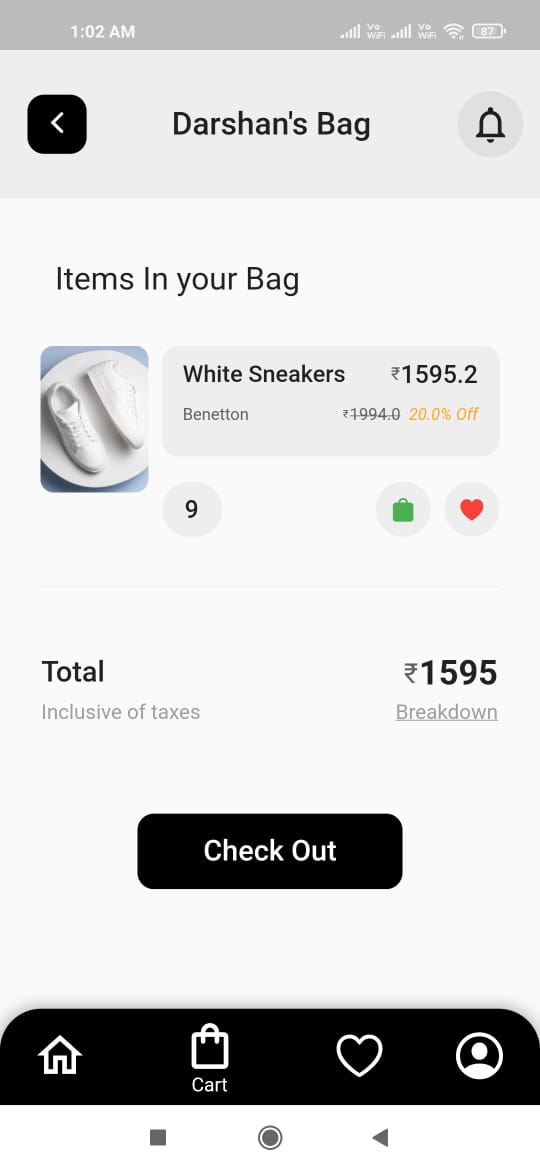 1:02 AM Vo WiFi Vo WiFi 87
Darshan's Bag
Items In your Bag
White Sneakers ₹1595.2
Benetton ₹1994.0 20.0% Off
9
Total ₹1595
Inclusive of taxes Breakdown
Check Out
Cart